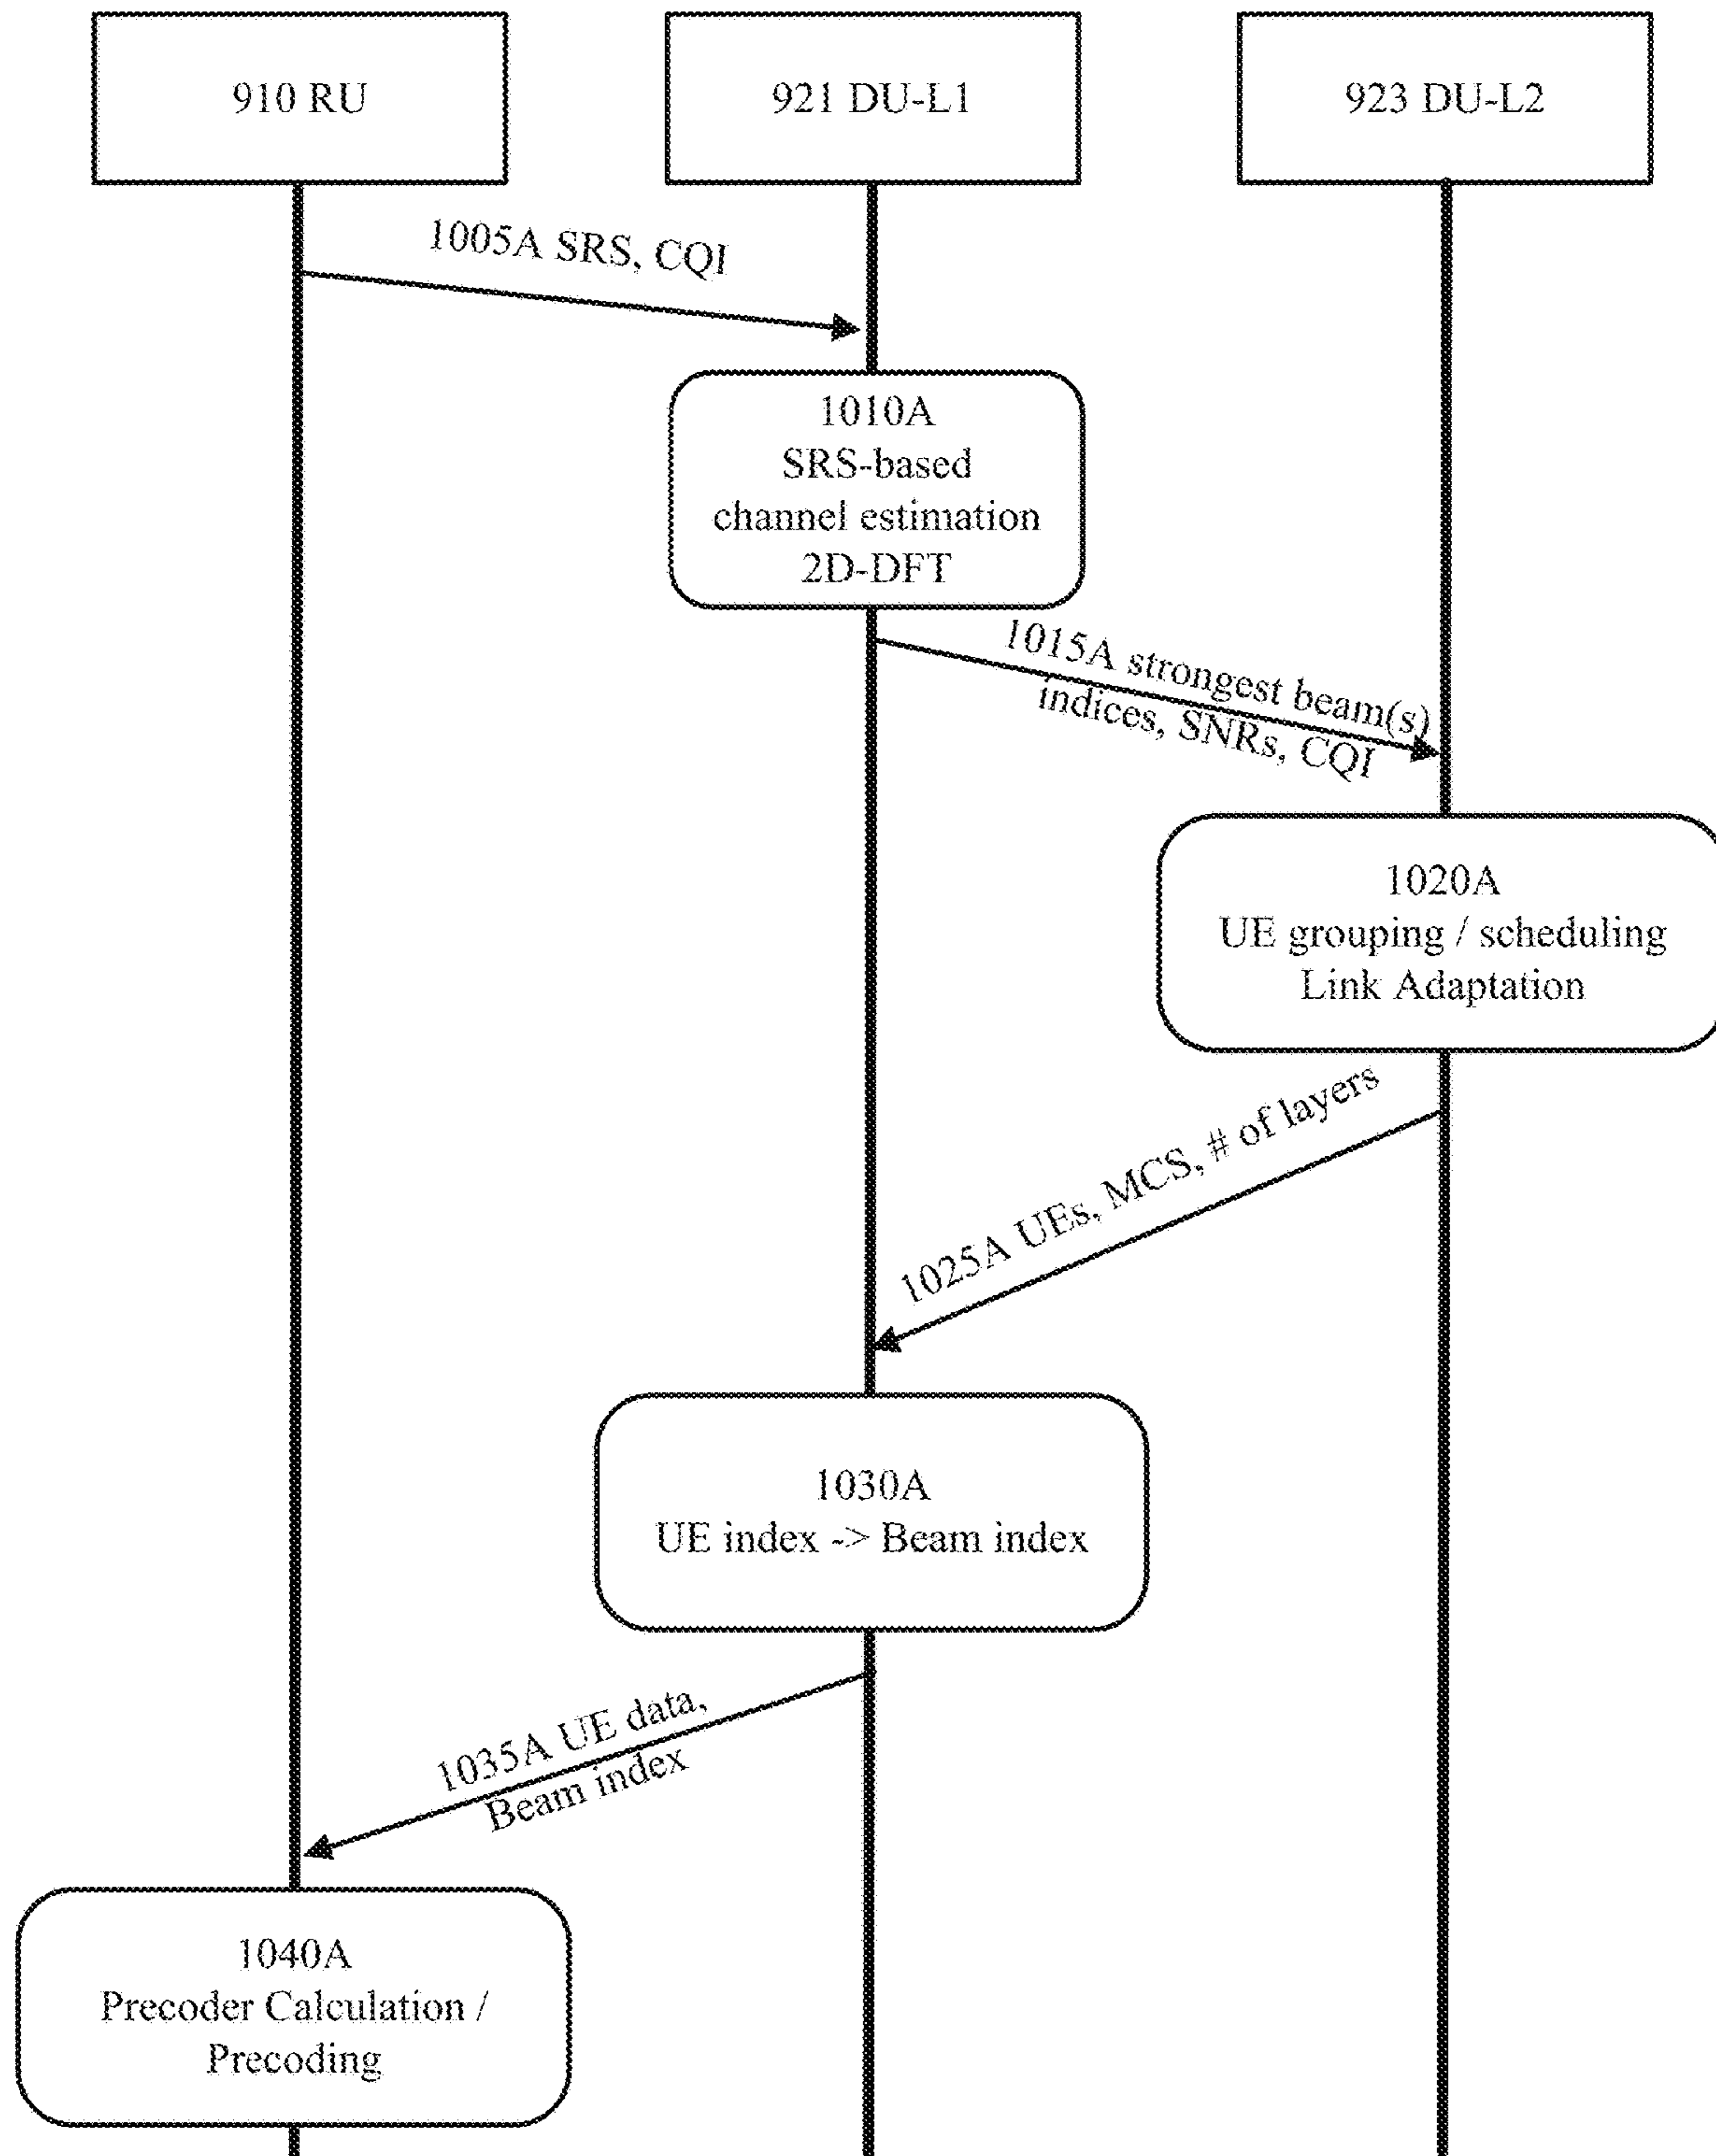 910 RU
921 DU-L1
923 DU-L2
1005A SRS, CQI
1010A
SRS-based
channel estimation
2D-DFT
1015A strongest beam(s)
indices, SNRs, CQI
1020A
UE grouping / scheduling
Link Adaptation
1025A UEs, MCS, # of layers
1030A
UE index -> Beam index
1035A UE data,
Beam index
1040A
Precoder Calculation /
Precoding